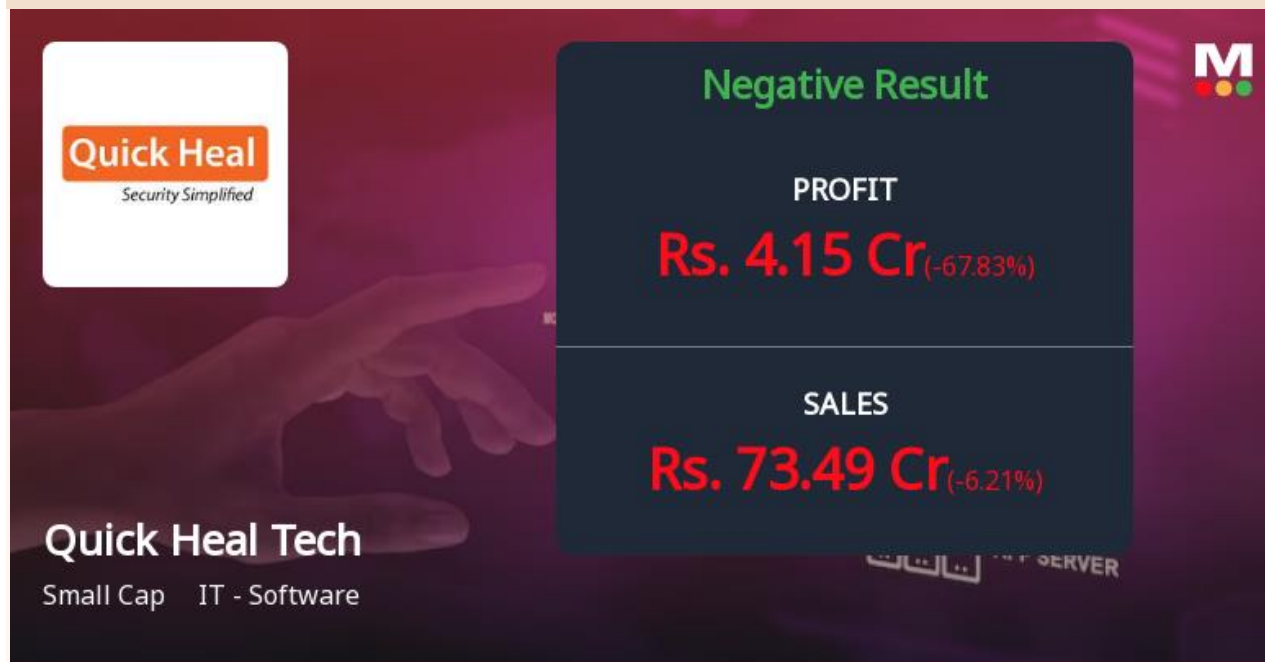 Quick Heal
Security Simplified
Negative Result
PROFIT
Rs. 4.15 Cr(-67.83%)
SALES
Rs. 73.49 Cr(-6.21%)
M
Quick Heal Tech
Small Cap IT - Software
SERVER